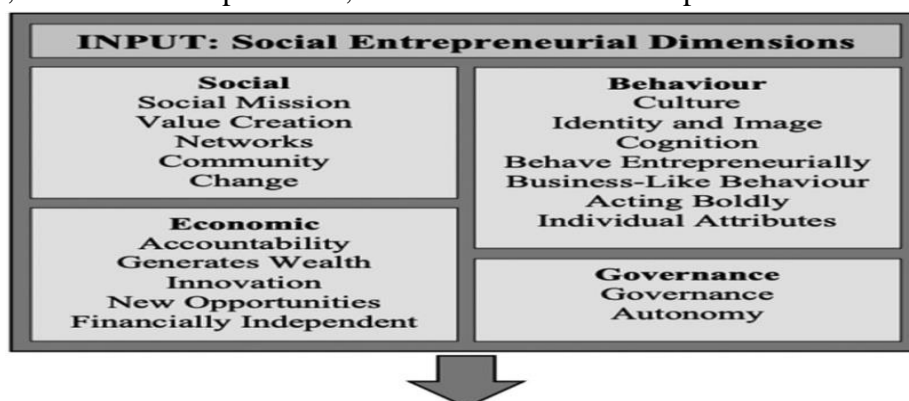 INPUT: Social Entrepreneurial Dimensions
Social
Social Mission
Value Creation
Networks
Community
Change
Economic
Accountability
Generates Wealth
Innovation
New Opportunities
Financially Independent
Behaviour
Culture
Identity and Image
Cognition
Behave Entrepreneurially
Business-Like Behaviour
Acting Boldly
Individual Attributes
Governance
Governance
Autonomy